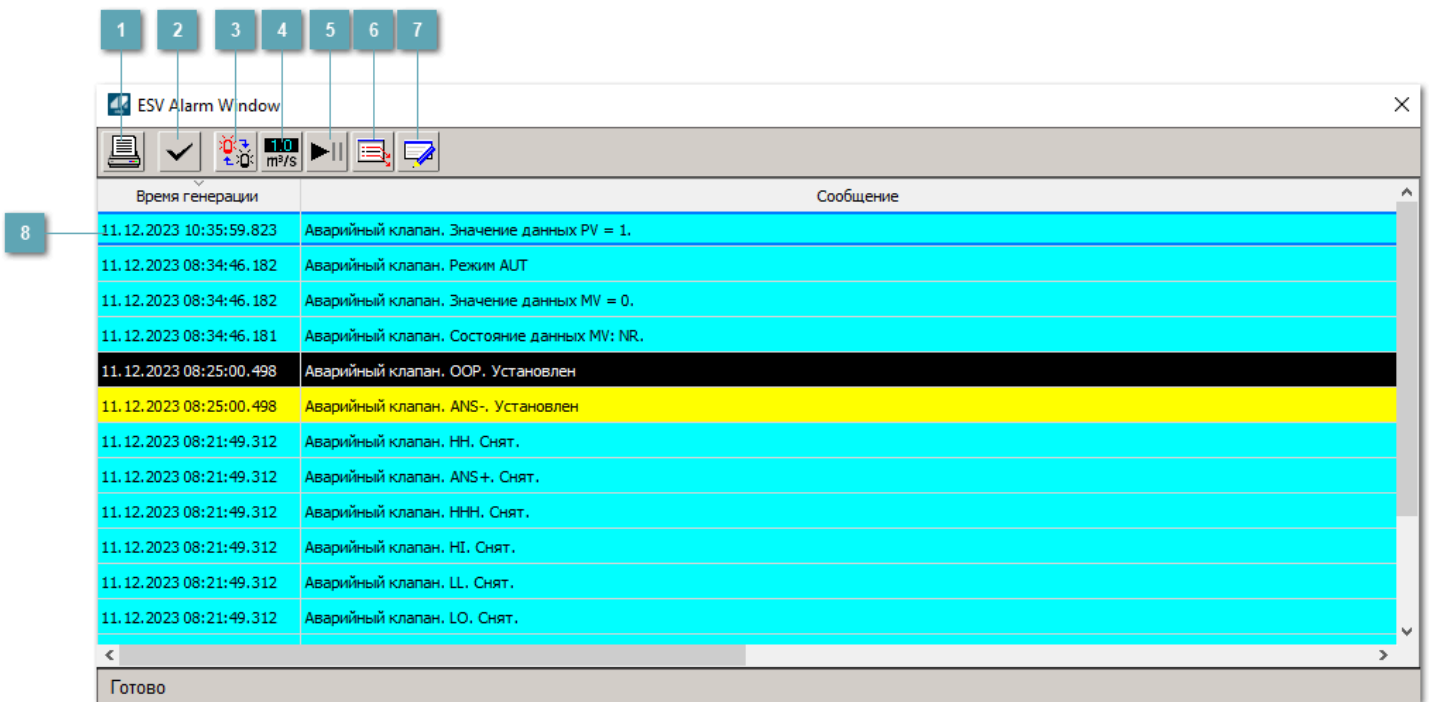 1 2 3 4 5 6 7
ESV Alarm Window
1.0
m³/s
Время генерации Сообщение
8
11.12.2023 10:35:59.823 Аварийный клапан. Значение данных PV = 1.
11.12.2023 08:34:46.182 Аварийный клапан. Режим AUT
11.12.2023 08:34:46.182 Аварийный клапан. Значение данных MV = 0.
11.12.2023 08:34:46.181 Аварийный клапан. Состояние данных MV: NR.
11.12.2023 08:25:00.498 Аварийный клапан. OOP. Установлен
11.12.2023 08:25:00.498 Аварийный клапан. ANS-. Установлен
11.12.2023 08:21:49.312 Аварийный клапан. HH. Снят.
11.12.2023 08:21:49.312 Аварийный клапан. ANS+. Снят.
11.12.2023 08:21:49.312 Аварийный клапан. HHH. Снят.
11.12.2023 08:21:49.312 Аварийный клапан. HI. Снят.
11.12.2023 08:21:49.312 Аварийный клапан. LL. Снят.
11.12.2023 08:21:49.312 Аварийный клапан. LO. Снят.
Готово